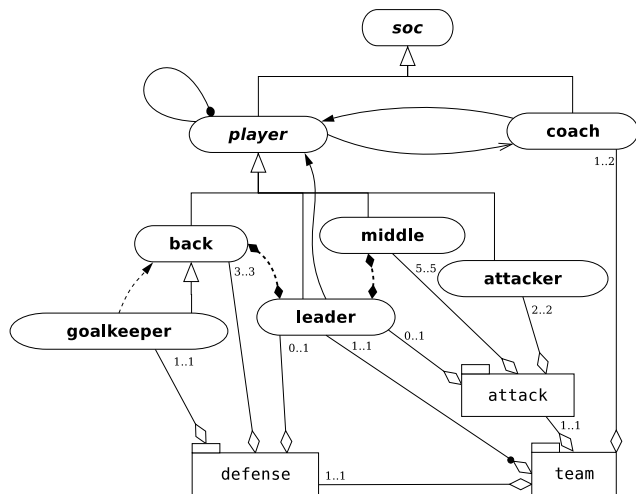 soc
player
coach
1..2
back
middle
3..3
5..5
attacker
goalkeeper
leader
2..2
1..1
0..1
1..1
0..1
attack
1..1
defense
1..1
team